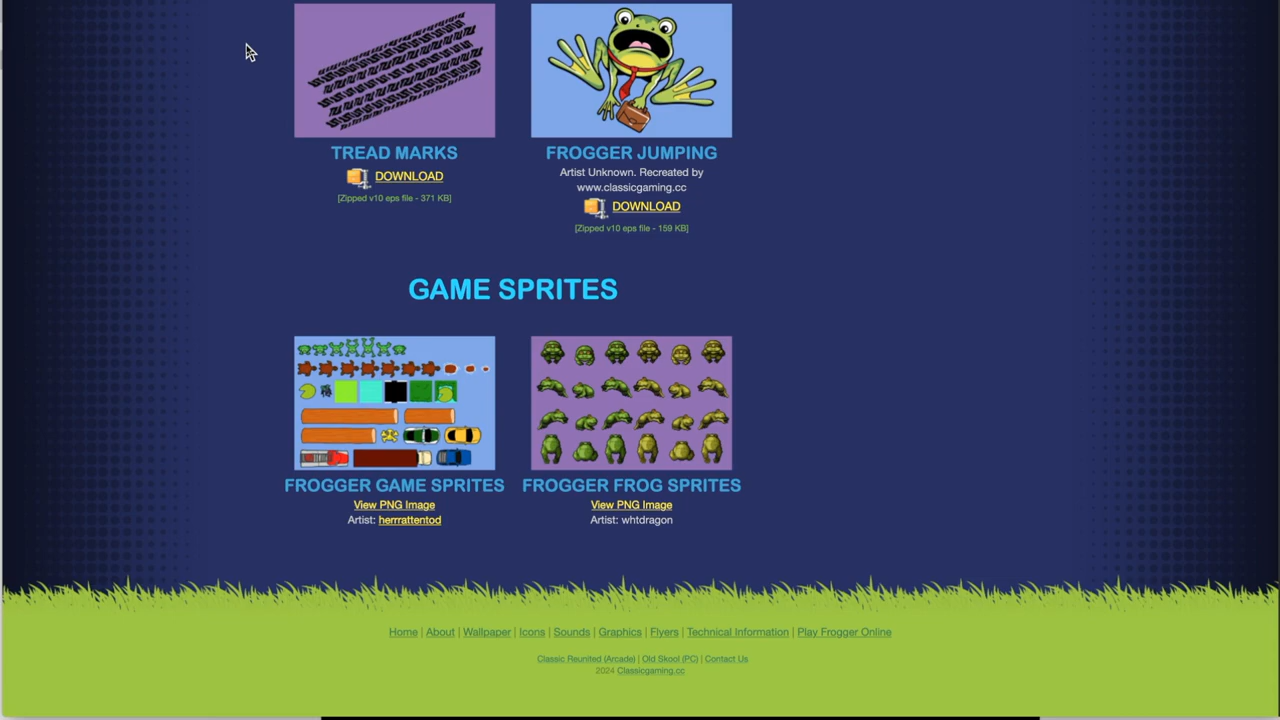 TREAD MARKS
DOWNLOAD
[Zipped v10 eps file - 371 KB]
FROGGER JUMPING
Artist Unknown. Recreated by
www.classicgaming.cc
DOWNLOAD
[Zipped v10 eps file - 159 KB]
GAME SPRITES
FROGGER GAME SPRITES
View PNG Image
Artist: herrrattentod
FROGGER FROG SPRITES
View PNG Image
Artist: whtdragon
Home | About | Wallpaper | Icons | Sounds | Graphics | Flyers | Technical Information | Play Frogger Online
Classic Reunited (Arcade) | Old Skool (PC) | Contact Us
2024 Classicgaming.cc